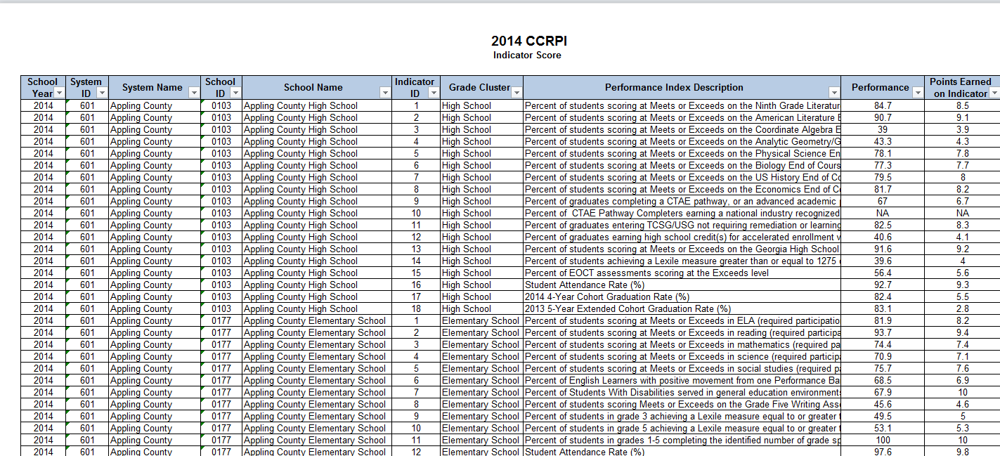 2014 CCRPI
Indicator Score
School Year System ID System Name School ID School Name Indicator ID Grade Cluster Performance Index Description Performance Points Earned on Indicator
2014 601 Appling County 0103 Appling County High School 1 High School Percent of students scoring at Meets or Exceeds on the Ninth Grade Literatur 84.7 8.5
2014 601 Appling County 0103 Appling County High School 2 High School Percent of students scoring at Meets or Exceeds on the American Literature E 90.7 9.1
2014 601 Appling County 0103 Appling County High School 3 High School Percent of students scoring at Meets or Exceeds on the Coordinate Algebra E 39 3.9
2014 601 Appling County 0103 Appling County High School 4 High School Percent of students scoring at Meets or Exceeds on the Analytic Geometry/G 43.3 4.3
2014 601 Appling County 0103 Appling County High School 5 High School Percent of students scoring at Meets or Exceeds on the Physical Science En 78.1 7.8
2014 601 Appling County 0103 Appling County High School 6 High School Percent of students scoring at Meets or Exceeds on the Biology End of Cours 77.3 7.7
2014 601 Appling County 0103 Appling County High School 7 High School Percent of students scoring at Meets or Exceeds on the US History End of Co 79.5 8
2014 601 Appling County 0103 Appling County High School 8 High School Percent of students scoring at Meets or Exceeds on the Economics End of C 81.7 8.2
2014 601 Appling County 0103 Appling County High School 9 High School Percent of graduates completing a CTAE pathway, or an advanced academic 67 6.7
2014 601 Appling County 0103 Appling County High School 10 High School Percent of CTAE Pathway Completers earning a national industry recognized NA NA
2014 601 Appling County 0103 Appling County High School 11 High School Percent of graduates entering TCSG/USG not requiring remediation or learning 82.5 8.3
2014 601 Appling County 0103 Appling County High School 12 High School Percent of graduates earning high school credit(s) for accelerated enrollment v 40.6 4.1
2014 601 Appling County 0103 Appling County High School 13 High School Percent of students scoring at Meets or Exceeds on the Georgia High School 91.6 9.2
2014 601 Appling County 0103 Appling County High School 14 High School Percent of students achieving a Lexile measure greater than or equal to 1275 39.6 4
2014 601 Appling County 0103 Appling County High School 15 High School Percent of EOCT assessments scoring at the Exceeds level 56.4 5.6
2014 601 Appling County 0103 Appling County High School 16 High School Student Attendance Rate (%) 92.7 9.3
2014 601 Appling County 0103 Appling County High School 17 High School 2014 4-Year Cohort Graduation Rate (%) 82.4 5.5
2014 601 Appling County 0103 Appling County High School 18 High School 2013 5-Year Extended Cohort Graduation Rate (%) 83.1 2.8
2014 601 Appling County 0177 Appling County Elementary School 1 Elementary School Percent of students scoring at Meets or Exceeds in ELA (required participatio 81.9 8.2
2014 601 Appling County 0177 Appling County Elementary School 2 Elementary School Percent of students scoring at Meets or Exceeds in reading (required participa 93.7 9.4
2014 601 Appling County 0177 Appling County Elementary School 3 Elementary School Percent of students scoring at Meets or Exceeds in mathematics (required pa 74.4 7.4
2014 601 Appling County 0177 Appling County Elementary School 4 Elementary School Percent of students scoring at Meets or Exceeds in science (required particip 70.9 7.1
2014 601 Appling County 0177 Appling County Elementary School 5 Elementary School Percent of students scoring at Meets or Exceeds in social studies (required p 75.7 7.6
2014 601 Appling County 0177 Appling County Elementary School 6 Elementary School Percent of English Learners with positive movement from one Performance Ba 68.5 6.9
2014 601 Appling County 0177 Appling County Elementary School 7 Elementary School Percent of Students With Disabilities served in general education environment 67.9 10
2014 601 Appling County 0177 Appling County Elementary School 8 Elementary School Percent of students scoring Meets or Exceeds on the Grade Five Writing Ass 45.6 4.6
2014 601 Appling County 0177 Appling County Elementary School 9 Elementary School Percent of students in grade 3 achieving a Lexile measure equal to or greater t 49.5 5
2014 601 Appling County 0177 Appling County Elementary School 10 Elementary School Percent of students in grade 5 achieving a Lexile measure equal to or greater t 53.1 5.3
2014 601 Appling County 0177 Appling County Elementary School 11 Elementary School Percent of students in grades 1-5 completing the identified number of grade sp 100 10
2014 601 Appling County 0177 Appling County Elementary School 12 Elementary School Student Attendance Rate (%) 97.6 9.8